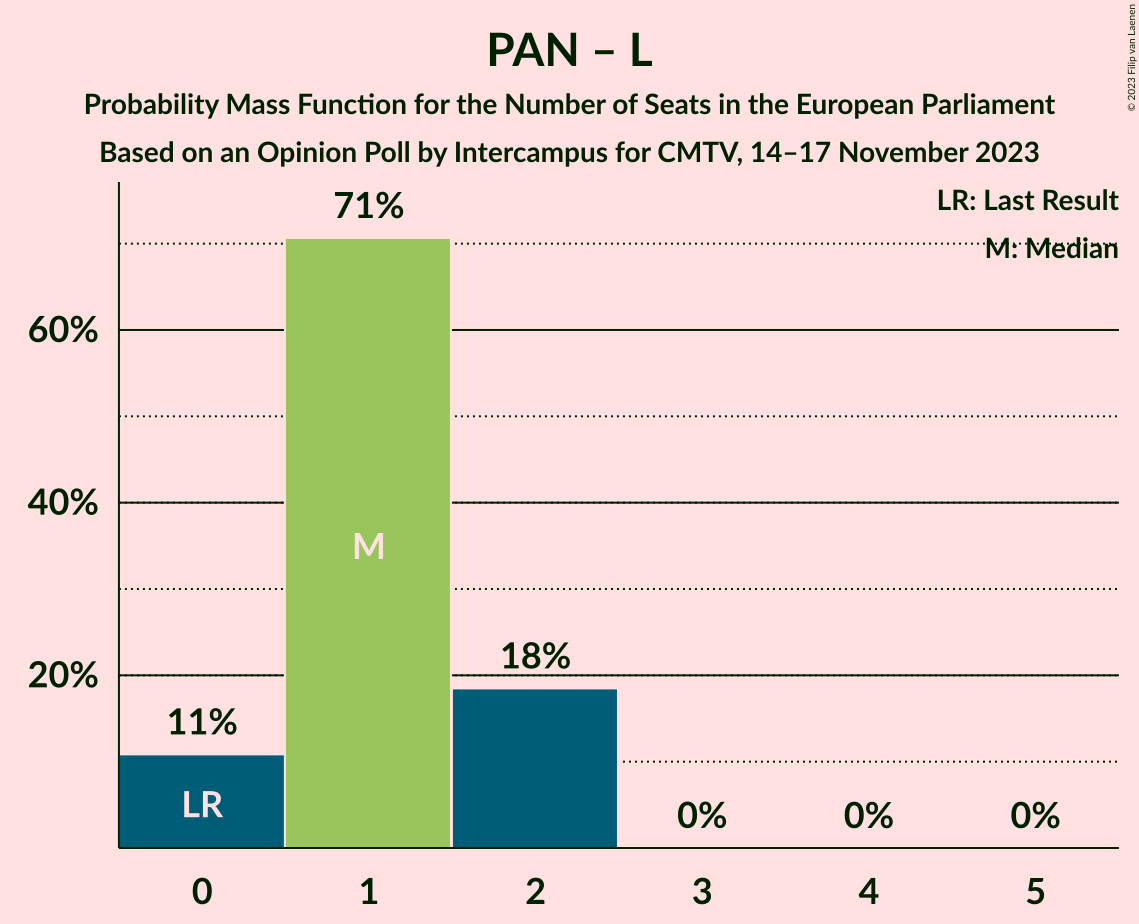 PAN – L
Probability Mass Function for the Number of Seats in the European Parliament
Based on an Opinion Poll by Intercampus for CMTV, 14–17 November 2023
© 2023 Filip van Laenen
LR: Last Result
M: Median
71%
60%
40%
M
20%
18%
11%
LR
0%
0%
0%
0
1
2
3
4
5